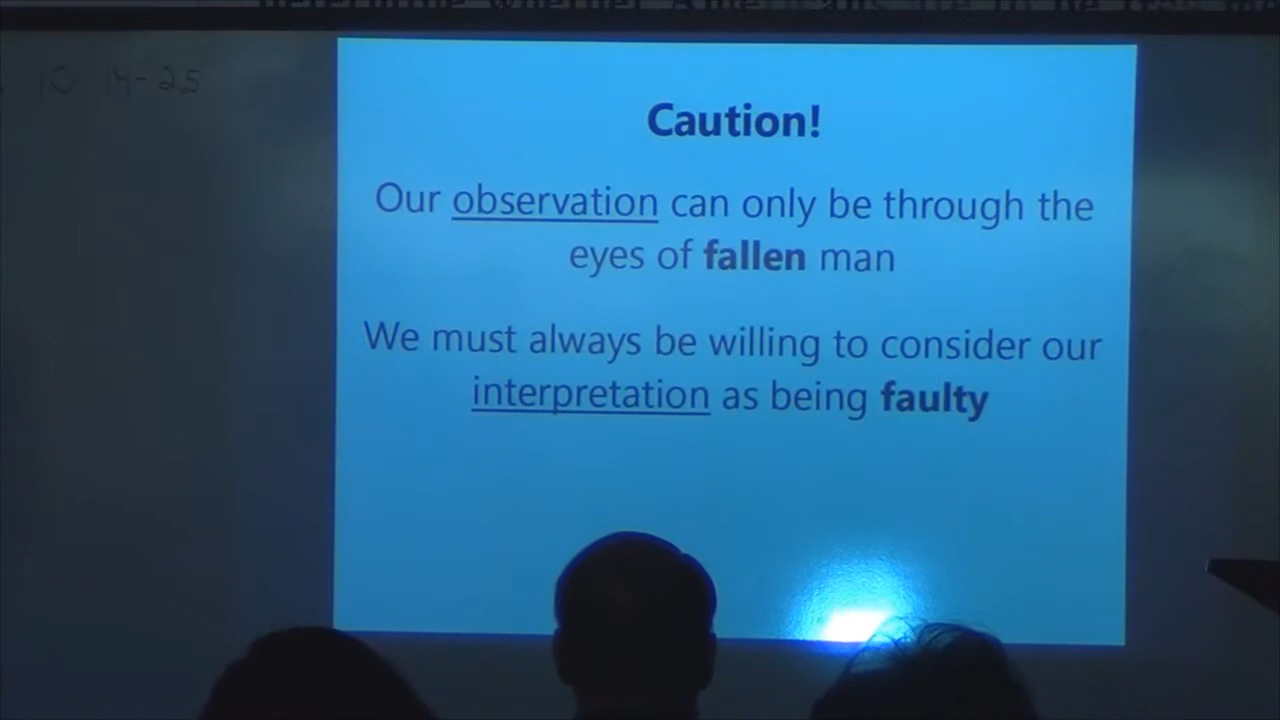 10 14-25
Caution!
Our observation can only be through the
eyes of fallen man
We must always be willing to consider our
interpretation as being faulty